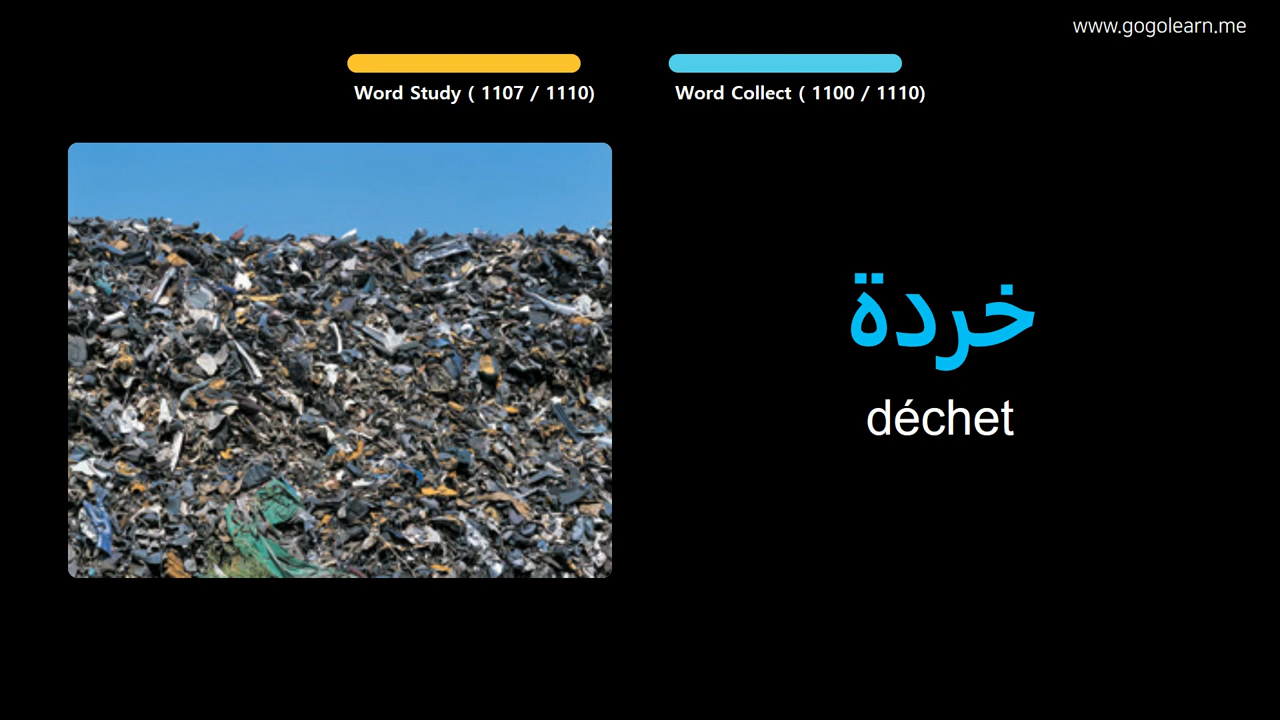 www.gogolearn.me
Word Study ( 1107 / 1110)
Word Collect ( 1100 / 1110)
خردة
déchet